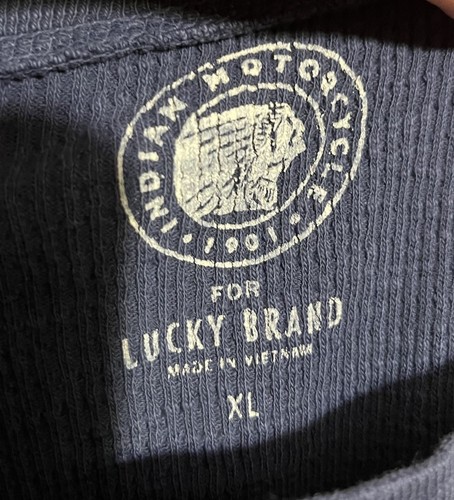 INDIAN MOTORCYCLE
• 1901 •
FOR
LUCKY BRAND
MADE IN VIETNAM
XL